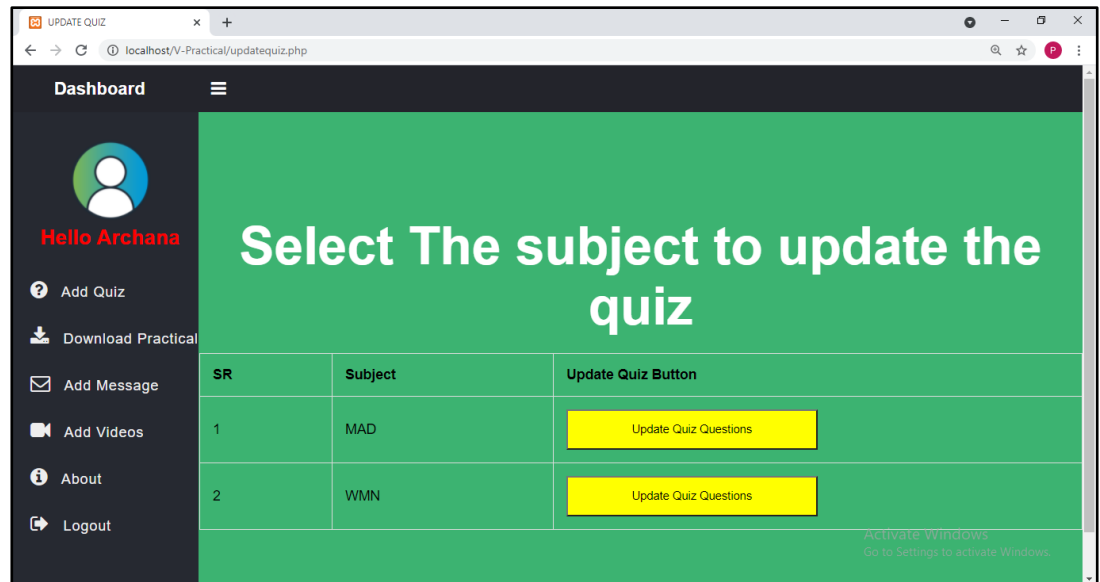 UPDATE QUIZ
localhost/V-Practical/updatequiz.php
P
Dashboard
Hello Archana
Add Quiz
Download Practical
Add Message
Add Videos
About
Logout
Select The subject to update the
quiz
SR Subject Update Quiz Button
1 MAD Update Quiz Questions
2 WMN Update Quiz Questions
Activate Windows
Go to Settings to activate Windows.